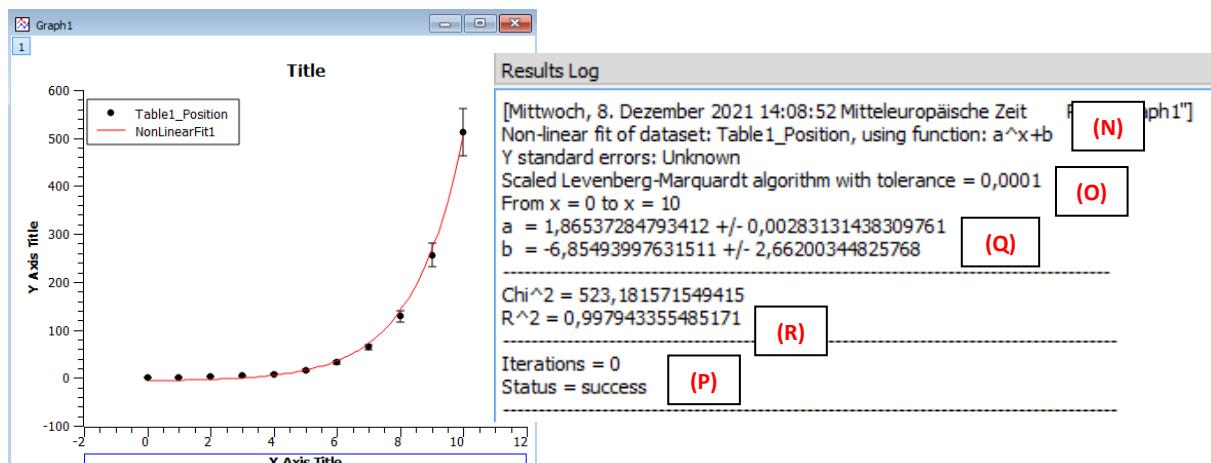 Graph1
1
Title
600
500
400
300
200
100
0
-100
Y Axis Title
Table1_Position
NonLinearFit1
-2
0
2
4
6
8
10
12
X Axis Title
Results Log
[Mittwoch, 8. Dezember 2021 14:08:52 Mitteleuropäische Zeit
Non-linear fit of dataset: Table1_Position, using function: a^x+b
(N)
Y standard errors: Unknown
Scaled Levenberg-Marquardt algorithm with tolerance = 0,0001
(O)
From x = 0 to x = 10
a = 1,86537284793412 +/- 0,00283131438309761
b = -6,85493997631511 +/- 2,66200344825768
(Q)
--------------------------------------------------------------------------------------
Chi^2 = 523,181571549415
R^2 = 0,997943355485171
(R)
--------------------------------------------------------------------------------------
Iterations = 0
Status = success
(P)
--------------------------------------------------------------------------------------